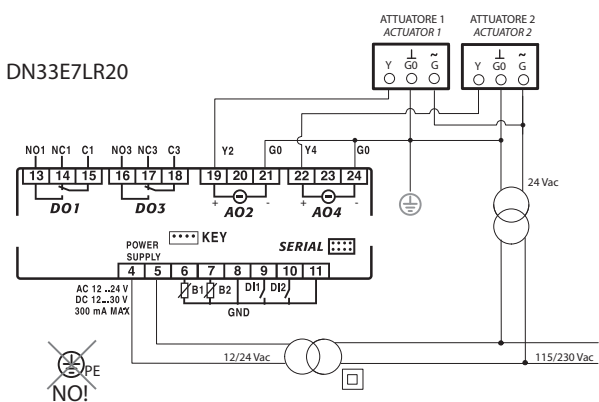 ATTUATORE 1
ACTUATOR 1
ATTUATORE 2
ACTUATOR 2
Y G0 ~ G
Y G0 ~ G
DN33E7LR20
NO1 NC1 C1 NO3 NC3 C3 Y2 G0 Y4 G0
13 14 15 16 17 18 19 20 21 22 23 24
DO1 DO3 + AO2 - + AO4 -
24 Vac
KEY
POWER
SUPPLY
SERIAL
4 5 6 7 8 9 10 11
AC 12 ..24 V
DC 12...30 V
300 mA MAX
B1 B2 DI1 DI2
GND
12/24 Vac
115/230 Vac
PE
NO!